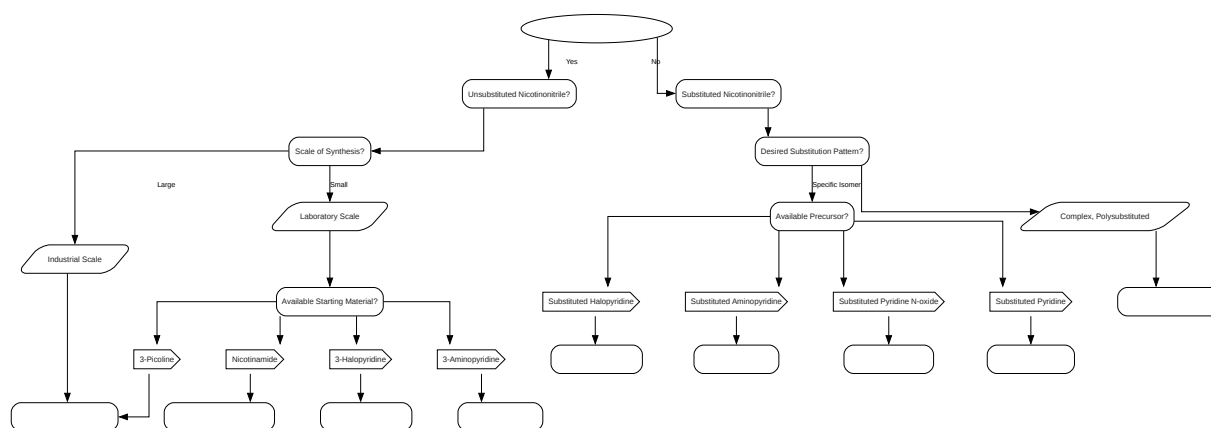 Yes
No
Unsubstituted Nicotinonitrile?
Substituted Nicotinonitrile?
Scale of Synthesis?
Desired Substitution Pattern?
Large
Small
Specific Isomer
Laboratory Scale
Available Precursor?
Complex, Polysubstituted
Industrial Scale
Available Starting Material?
Substituted Halopyridine
Substituted Aminopyridine
Substituted Pyridine N-oxide
Substituted Pyridine
3-Picoline
Nicotinamide
3-Halopyridine
3-Aminopyridine